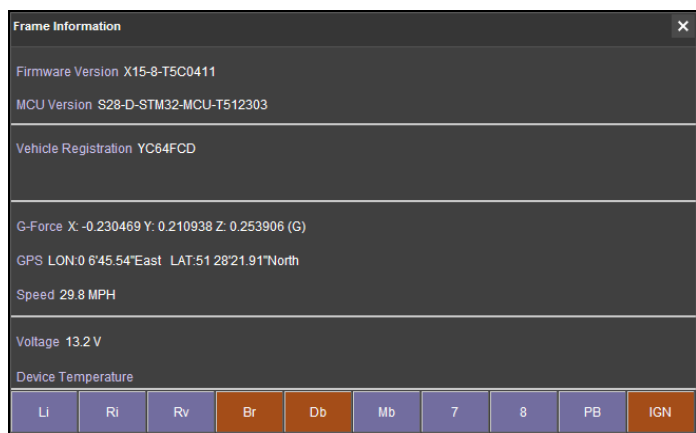 Frame Information
Firmware Version X15-8-T5C0411
MCU Version S28-D-STM32-MCU-T512303
Vehicle Registration YC64FCD
G-Force X: -0.230469 Y: 0.210938 Z: 0.253906 (G)
GPS LON:0 6'45.54"East LAT:51 28'21.91"North
Speed 29.8 MPH
Voltage 13.2 V
Device Temperature
Li Ri Rv Br Db Mb 7 8 PB IGN